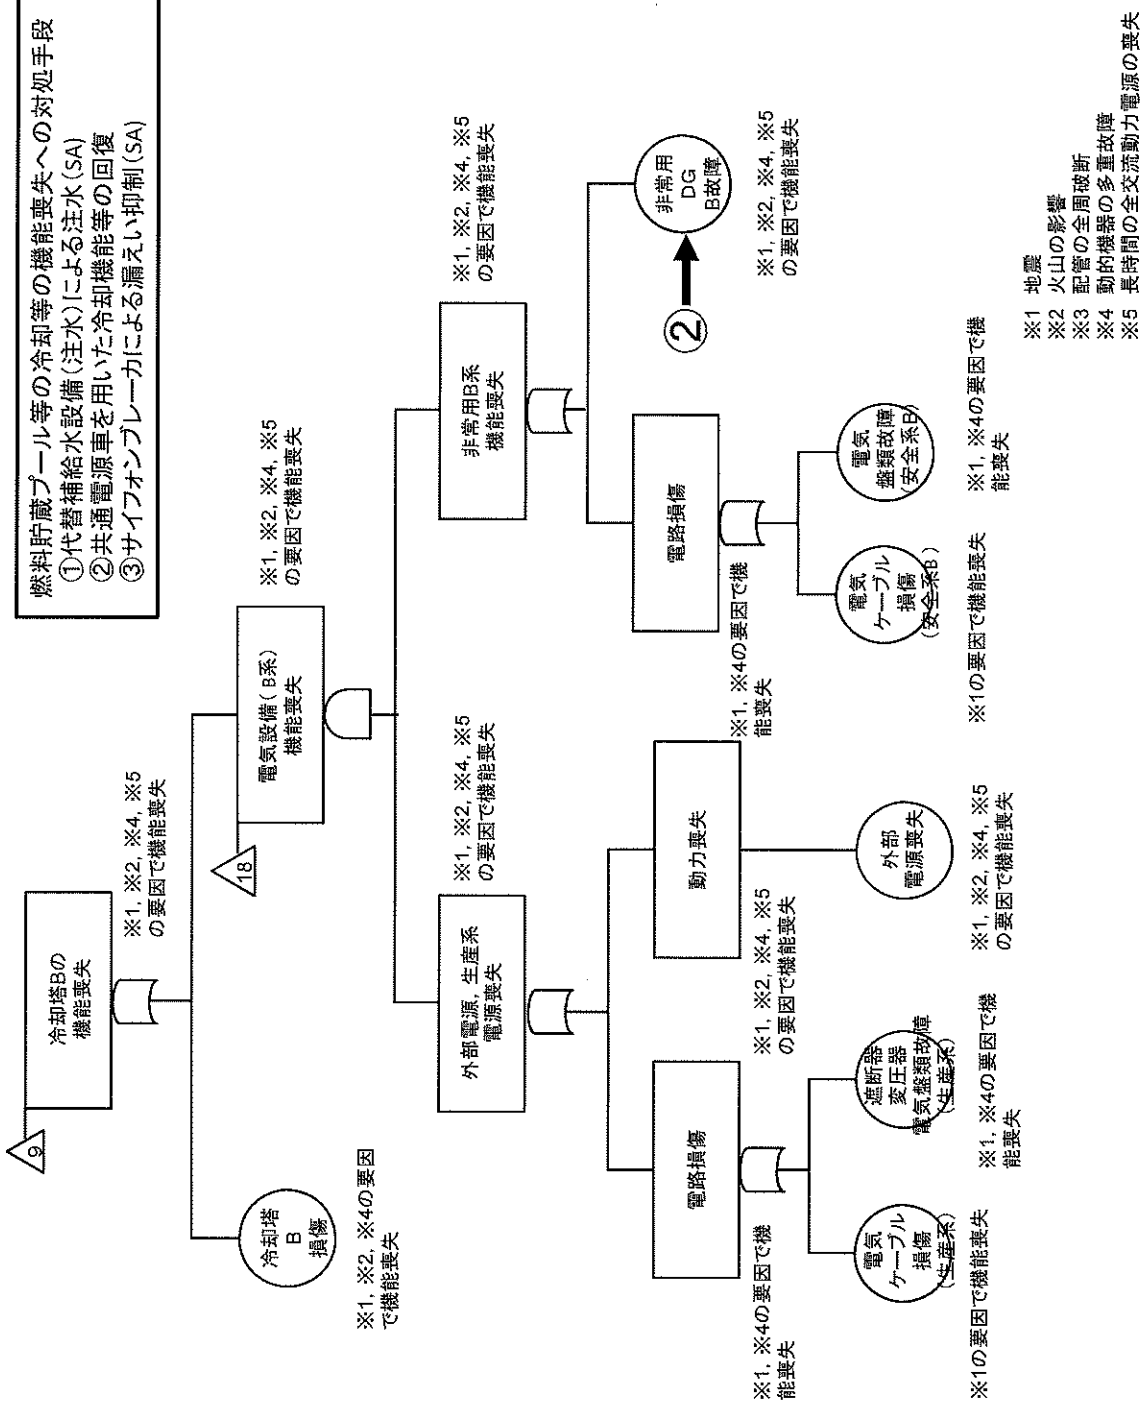 燃料貯蔵プール等の冷却等の機能喪失への対処手段
①代替補給水設備(注水)による注水(SA)
②共通電源車を用いた冷却機能等の回復
③サイフォンブレーカによる漏えい抑制(SA)
9
冷却塔Bの
機能喪失
※1, ※2, ※4, ※5
の要因で機能喪失
冷却塔
B
損傷
※1, ※2, ※4の要因
で機能喪失
18
電気設備(B系)
機能喪失
※1, ※2, ※4, ※5
の要因で機能喪失
外部電源, 生産系
電源喪失
※1, ※2, ※4, ※5
の要因で機能喪失
非常用B系
機能喪失
※1, ※2, ※4, ※5
の要因で機能喪失
電路損傷
※1, ※4の要因で機
能喪失
動力喪失
※1, ※2, ※4, ※5
の要因で機能喪失
電路損傷
※1, ※4の要因で機
能喪失
②
非常用
DG
B故障
※1, ※2, ※4, ※5
の要因で機能喪失
電気
ケーブル
損傷
(生産系)
※1の要因で機能喪失
遮断器
変圧器
電気盤類故障
(生産系)
※1, ※4の要因で機
能喪失
外部
電源喪失
※1, ※2, ※4, ※5
の要因で機能喪失
電気
ケーブル
損傷
(安全系B)
※1の要因で機能喪失
電気
盤類故障
(安全系B)
※1, ※4の要因で機
能喪失
※1 地震
※2 火山の影響
※3 配管の全周破断
※4 動的機器の多重故障
※5 長時間の全交流動力電源の喪失